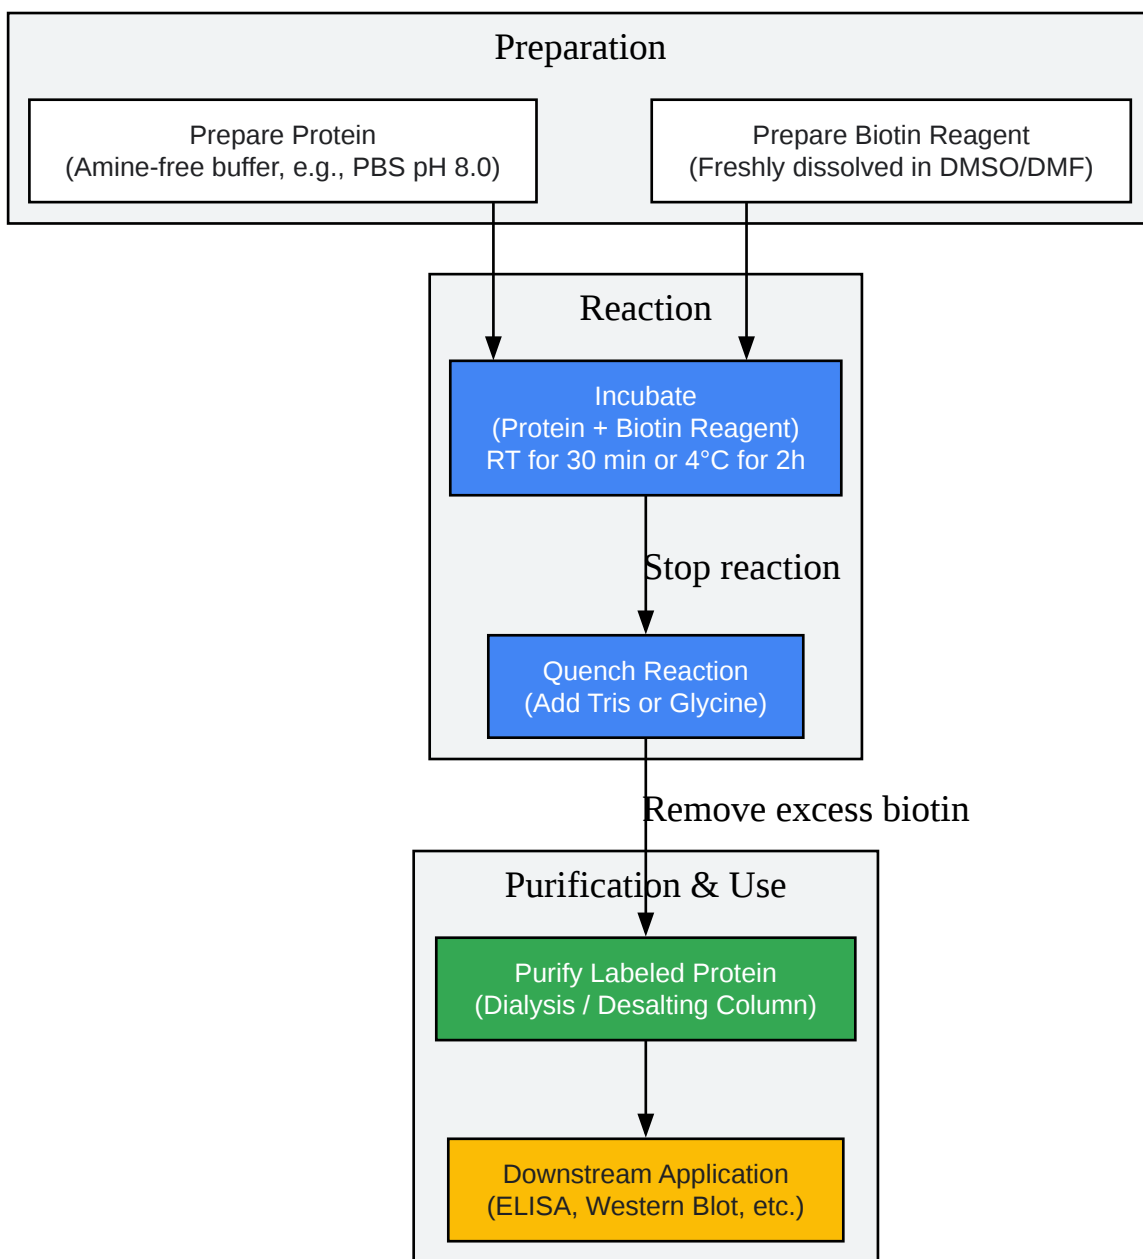 Preparation
Prepare Protein
(Amine-free buffer, e.g., PBS pH 8.0)
Prepare Biotin Reagent
(Freshly dissolved in DMSO/DMF)
Reaction
Incubate
(Protein + Biotin Reagent)
RT for 30 min or 4°C for 2h
Stop reaction
Quench Reaction
(Add Tris or Glycine)
Remove excess biotin
Purification & Use
Purify Labeled Protein
(Dialysis / Desalting Column)
Downstream Application
(ELISA, Western Blot, etc.)